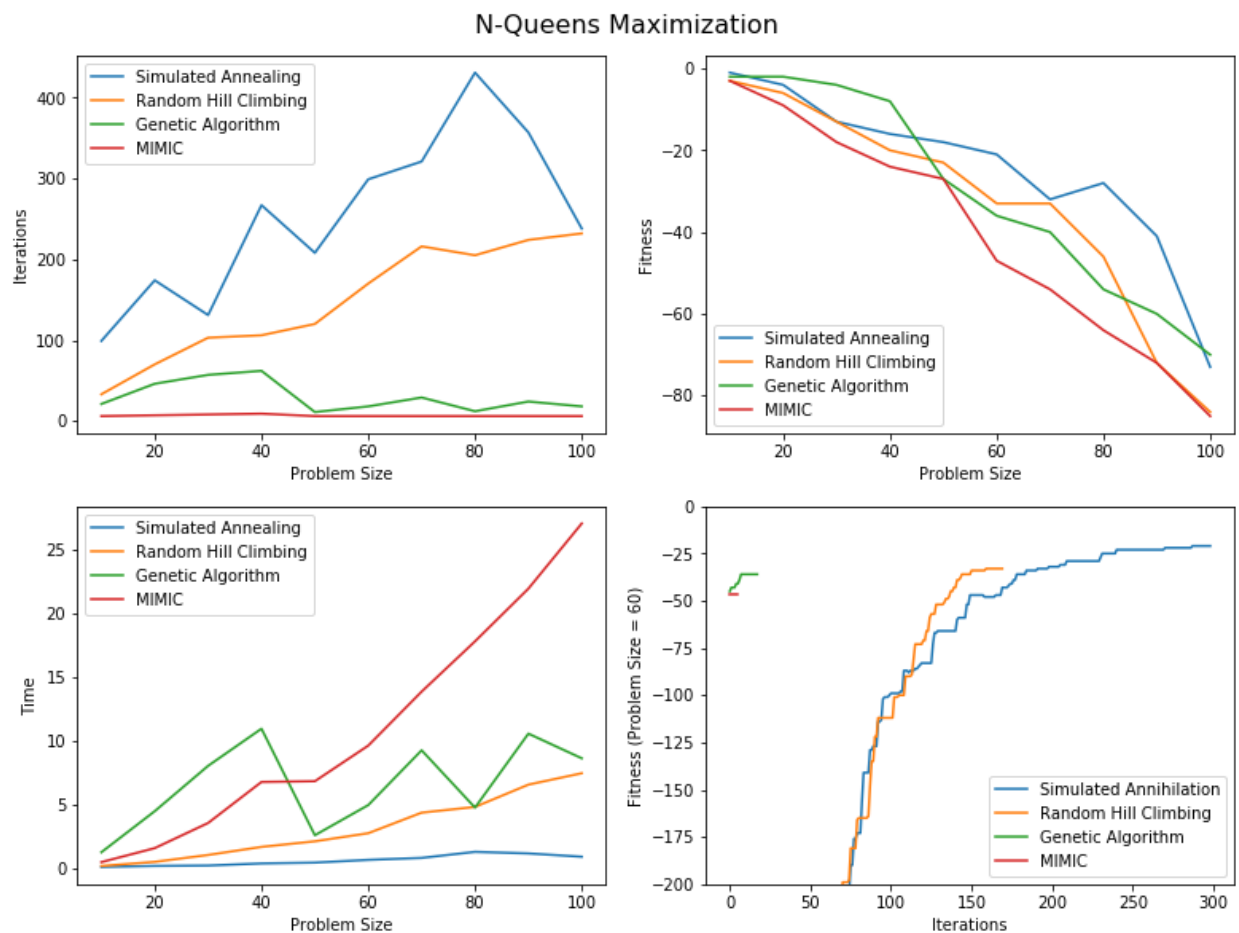 N-Queens Maximization
Simulated Annealing
Random Hill Climbing
Genetic Algorithm
MIMIC
Iterations
400
300
200
100
0
20
40
60
80
100
Problem Size
Fitness
0
−20
−40
−60
−80
Simulated Annealing
Random Hill Climbing
Genetic Algorithm
MIMIC
20
40
60
80
100
Problem Size
Simulated Annealing
Random Hill Climbing
Genetic Algorithm
MIMIC
Time
25
20
15
10
5
0
20
40
60
80
100
Problem Size
Fitness (Problem Size = 60)
0
−25
−50
−75
−100
−125
−150
−175
−200
Simulated Annihilation
Random Hill Climbing
Genetic Algorithm
MIMIC
0
50
100
150
200
250
300
Iterations